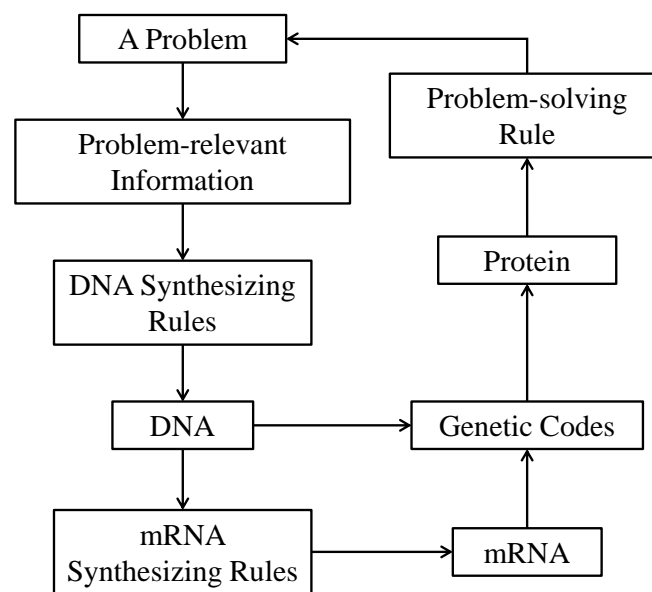 A Problem
Problem-relevant
Information
DNA Synthesizing
Rules
DNA
mRNA
Synthesizing Rules
mRNA
Genetic Codes
Protein
Problem-solving
Rule